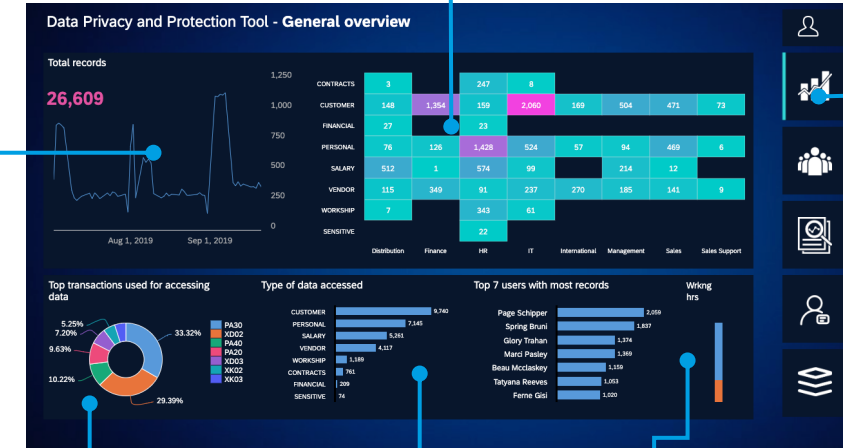 Data Privacy and Protection Tool - General overview
Total records
26,609
1,250
1,000
750
500
250
0
Aug 1, 2019 Sep 1, 2019
CONTRACTS 3 247 8
CUSTOMER 148 1,354 159 2,060 169 504 471 73
FINANCIAL 27 23
PERSONAL 76 126 1,428 524 57 94 469 6
SALARY 512 1 574 99 214 12
VENDOR 115 349 91 237 270 185 141 9
WORKSHIP 7 343 61
SENSITIVE 22
Distribution Finance HR IT International Management Sales Sales Support
Top transactions used for accessing
data
5.25%
7.20%
9.63%
10.22%
33.32%
29.39%
PA30
XD02
PA40
PA20
XD03
XK02
XK03
Type of data accessed
CUSTOMER 9,740
PERSONAL 7,145
SALARY 5,261
VENDOR 4,117
WORKSHIP 1,189
CONTRACTS 761
FINANCIAL 209
SENSITIVE 74
Top 7 users with most records
Page Schipper 2,059
Spring Bruni 1,837
Glory Trahan 1,374
Marci Pasley 1,369
Beau Mcclaskey 1,159
Tatyana Reeves 1,053
Ferne Gisi 1,020
Wrkng
hrs